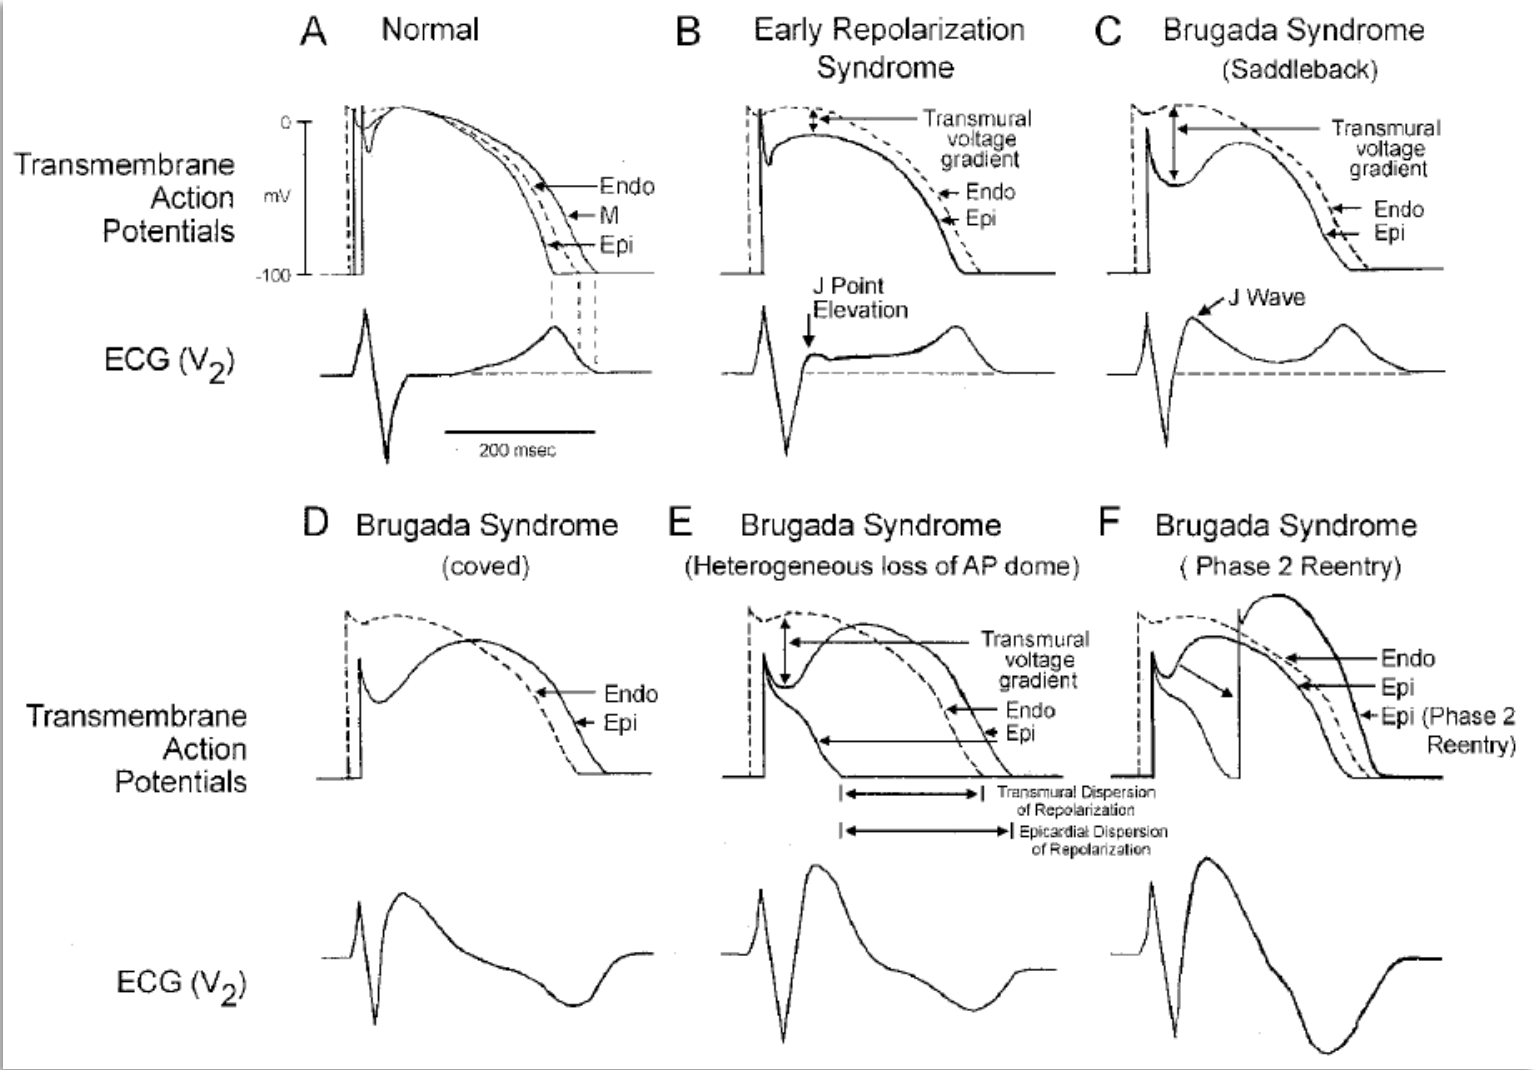 A Normal
B Early Repolarization
Syndrome
C Brugada Syndrome
(Saddleback)
Transmembrane
Action
Potentials
0
mV
-100
Endo
M
Epi
Transmural
voltage
gradient
Endo
Epi
Transmural
voltage
gradient
Endo
Epi
ECG (V2)
200 msec
J Point
Elevation
J Wave
D Brugada Syndrome
(coved)
E Brugada Syndrome
(Heterogeneous loss of AP dome)
F Brugada Syndrome
( Phase 2 Reentry)
Transmembrane
Action
Potentials
Endo
Epi
Transmural
voltage
gradient
Endo
Epi
Transmural Dispersion
of Repolarization
Epicardial Dispersion
of Repolarization
Endo
Epi
Epi (Phase 2
Reentry)
ECG (V2)